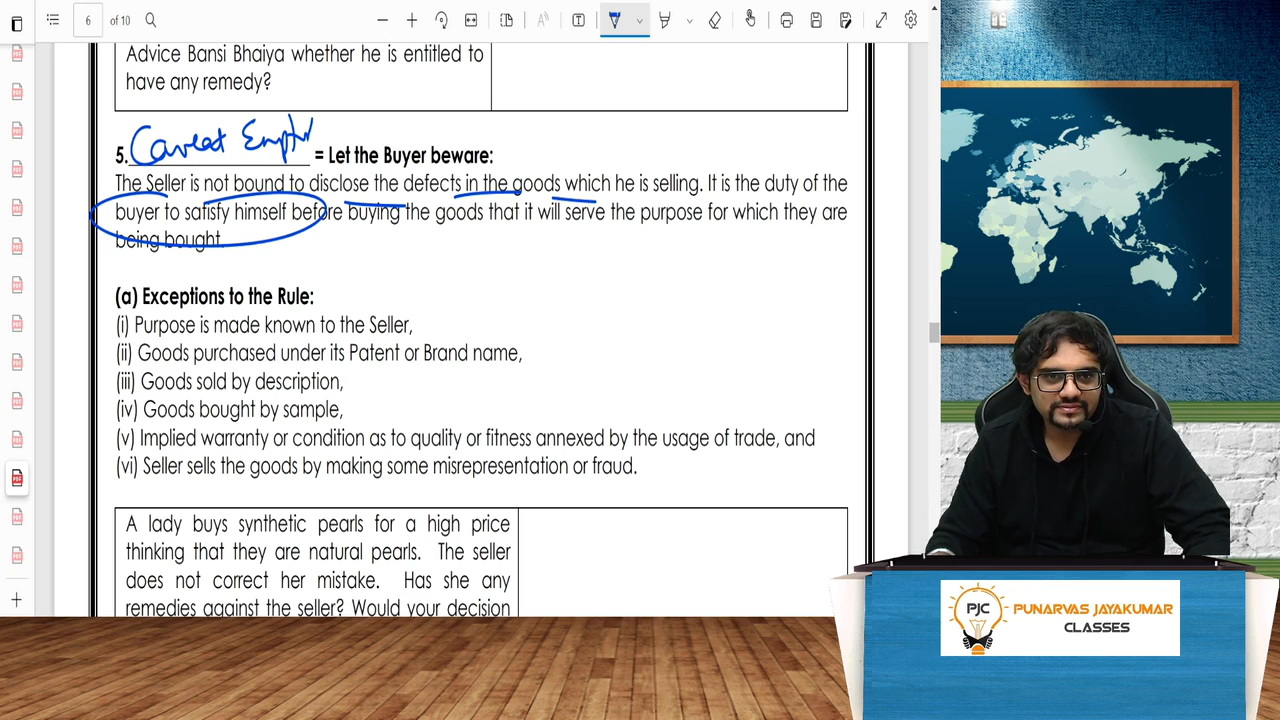 6 of 10
Advice Bansi Bhaiya whether he is entitled to
have any remedy?
5. Caveat Emptor = Let the Buyer beware:
The Seller is not bound to disclose the defects in the goods which he is selling. It is the duty of the
buyer to satisfy himself before buying the goods that it will serve the purpose for which they are
being bought.
(a) Exceptions to the Rule:
(i) Purpose is made known to the Seller,
(ii) Goods purchased under its Patent or Brand name,
(iii) Goods sold by description,
(iv) Goods bought by sample,
(v) Implied warranty or condition as to quality or fitness annexed by the usage of trade, and
(vi) Seller sells the goods by making some misrepresentation or fraud.
A lady buys synthetic pearls for a high price
thinking that they are natural pearls. The seller
does not correct her mistake. Has she any
remedies against the seller? Would your decision
PJC PUNARVAS JAYAKUMAR
CLASSES